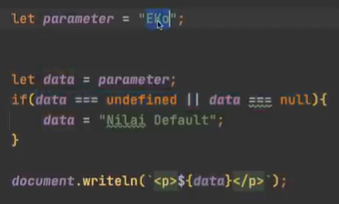 let parameter = "EKo";
let data = parameter;
if(data === undefined || data === null){
data = "Nilai Default";
}
document.writeln(`<p>${data}</p>`);